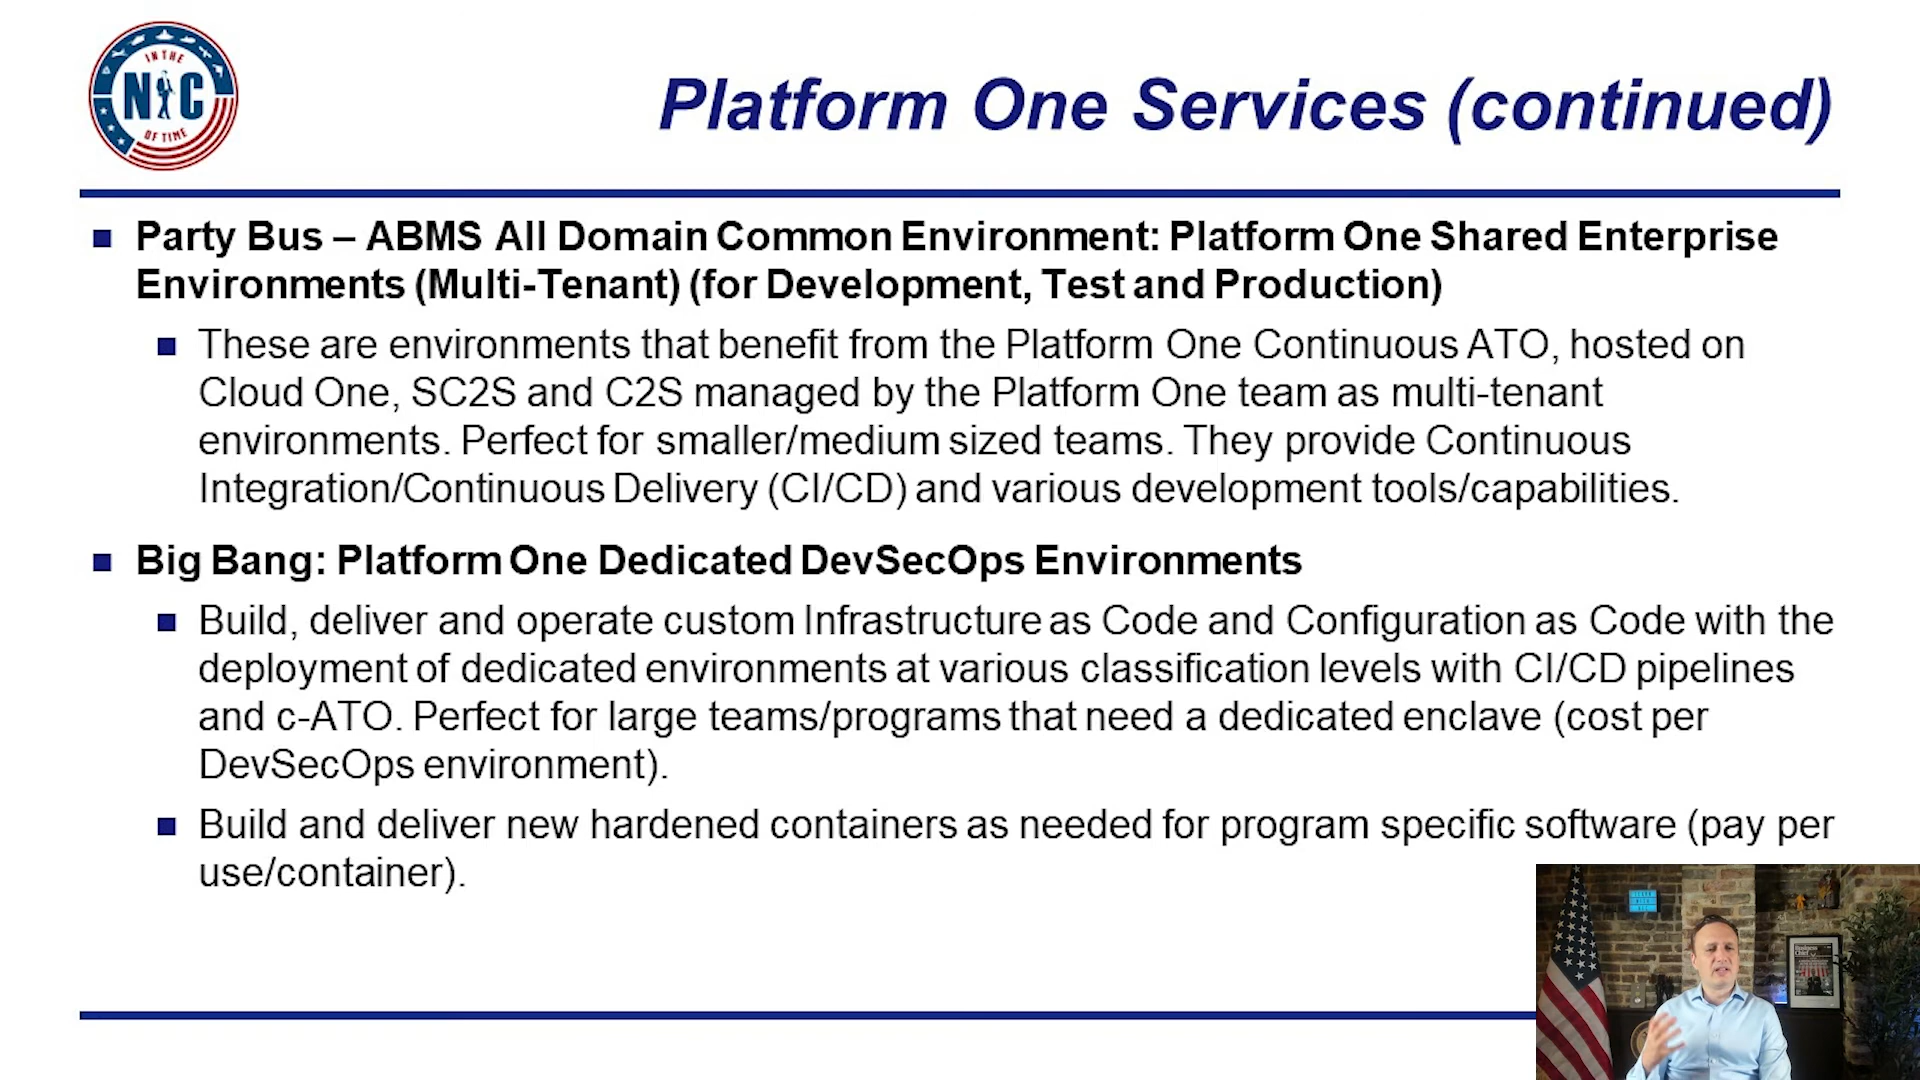 IN THE
NIC
OF TIME
Platform One Services (continued)
Party Bus – ABMS All Domain Common Environment: Platform One Shared Enterprise
Environments (Multi-Tenant) (for Development, Test and Production)
These are environments that benefit from the Platform One Continuous ATO, hosted on
Cloud One, SC2S and C2S managed by the Platform One team as multi-tenant
environments. Perfect for smaller/medium sized teams. They provide Continuous
Integration/Continuous Delivery (CI/CD) and various development tools/capabilities.
Big Bang: Platform One Dedicated DevSecOps Environments
Build, deliver and operate custom Infrastructure as Code and Configuration as Code with the
deployment of dedicated environments at various classification levels with CI/CD pipelines
and c-ATO. Perfect for large teams/programs that need a dedicated enclave (cost per
DevSecOps environment).
Build and deliver new hardened containers as needed for program specific software (pay per
use/container).
Business
Chief